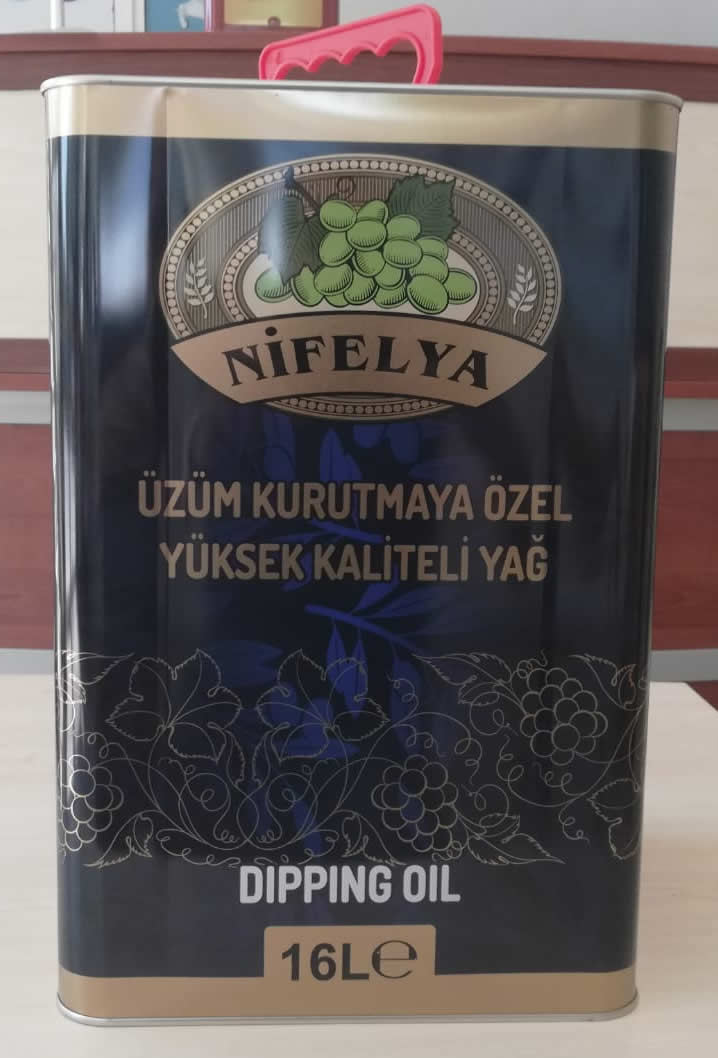 NİFELYA
ÜZÜM KURUTMAYA ÖZEL
YÜKSEK KALİTELİ YAĞ
DIPPING OIL
16L℮